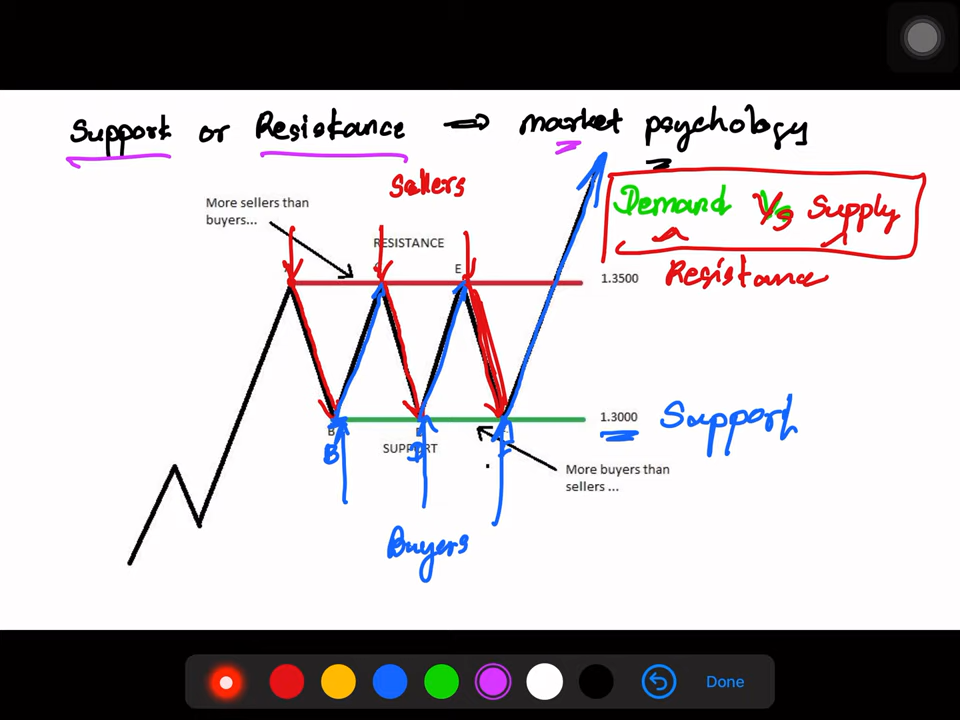 Support or Resistance ⇒ market psychology
Sellers
More sellers than
buyers...
Demand V/s Supply
RESISTANCE
Resistance
E
1.3500
1.3000
Support
B
B
D
SUPPORT
More buyers than
sellers ...
Buyers
Done